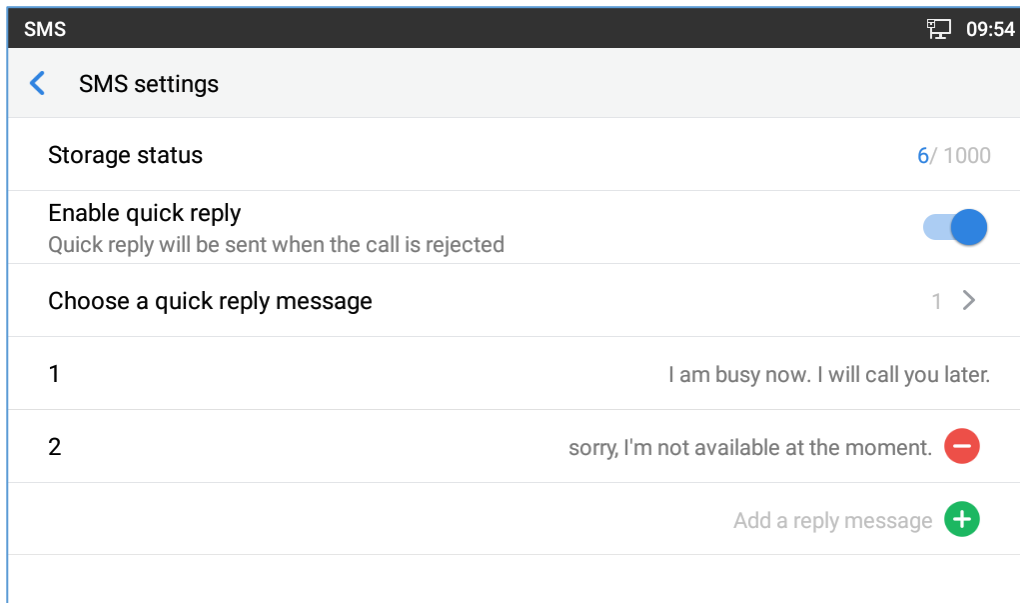 SMS 09:54
SMS settings
Storage status 6/ 1000
Enable quick reply
Quick reply will be sent when the call is rejected
Choose a quick reply message 1
1 I am busy now. I will call you later.
2 sorry, I'm not available at the moment.
Add a reply message